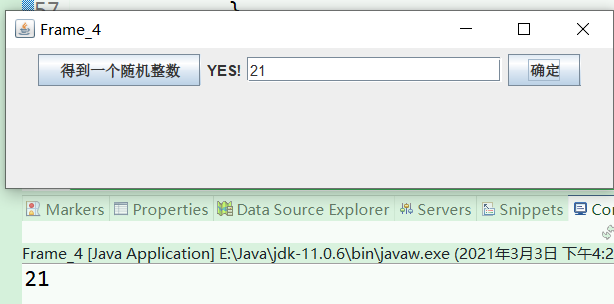 57 }
Frame_4
得到一个随机整数 YES! 21 确定
Markers Properties Data Source Explorer Servers Snippets Co
Frame_4 [Java Application] E:\Java\jdk-11.0.6\bin\javaw.exe (2021年3月3日 下午4:2
21